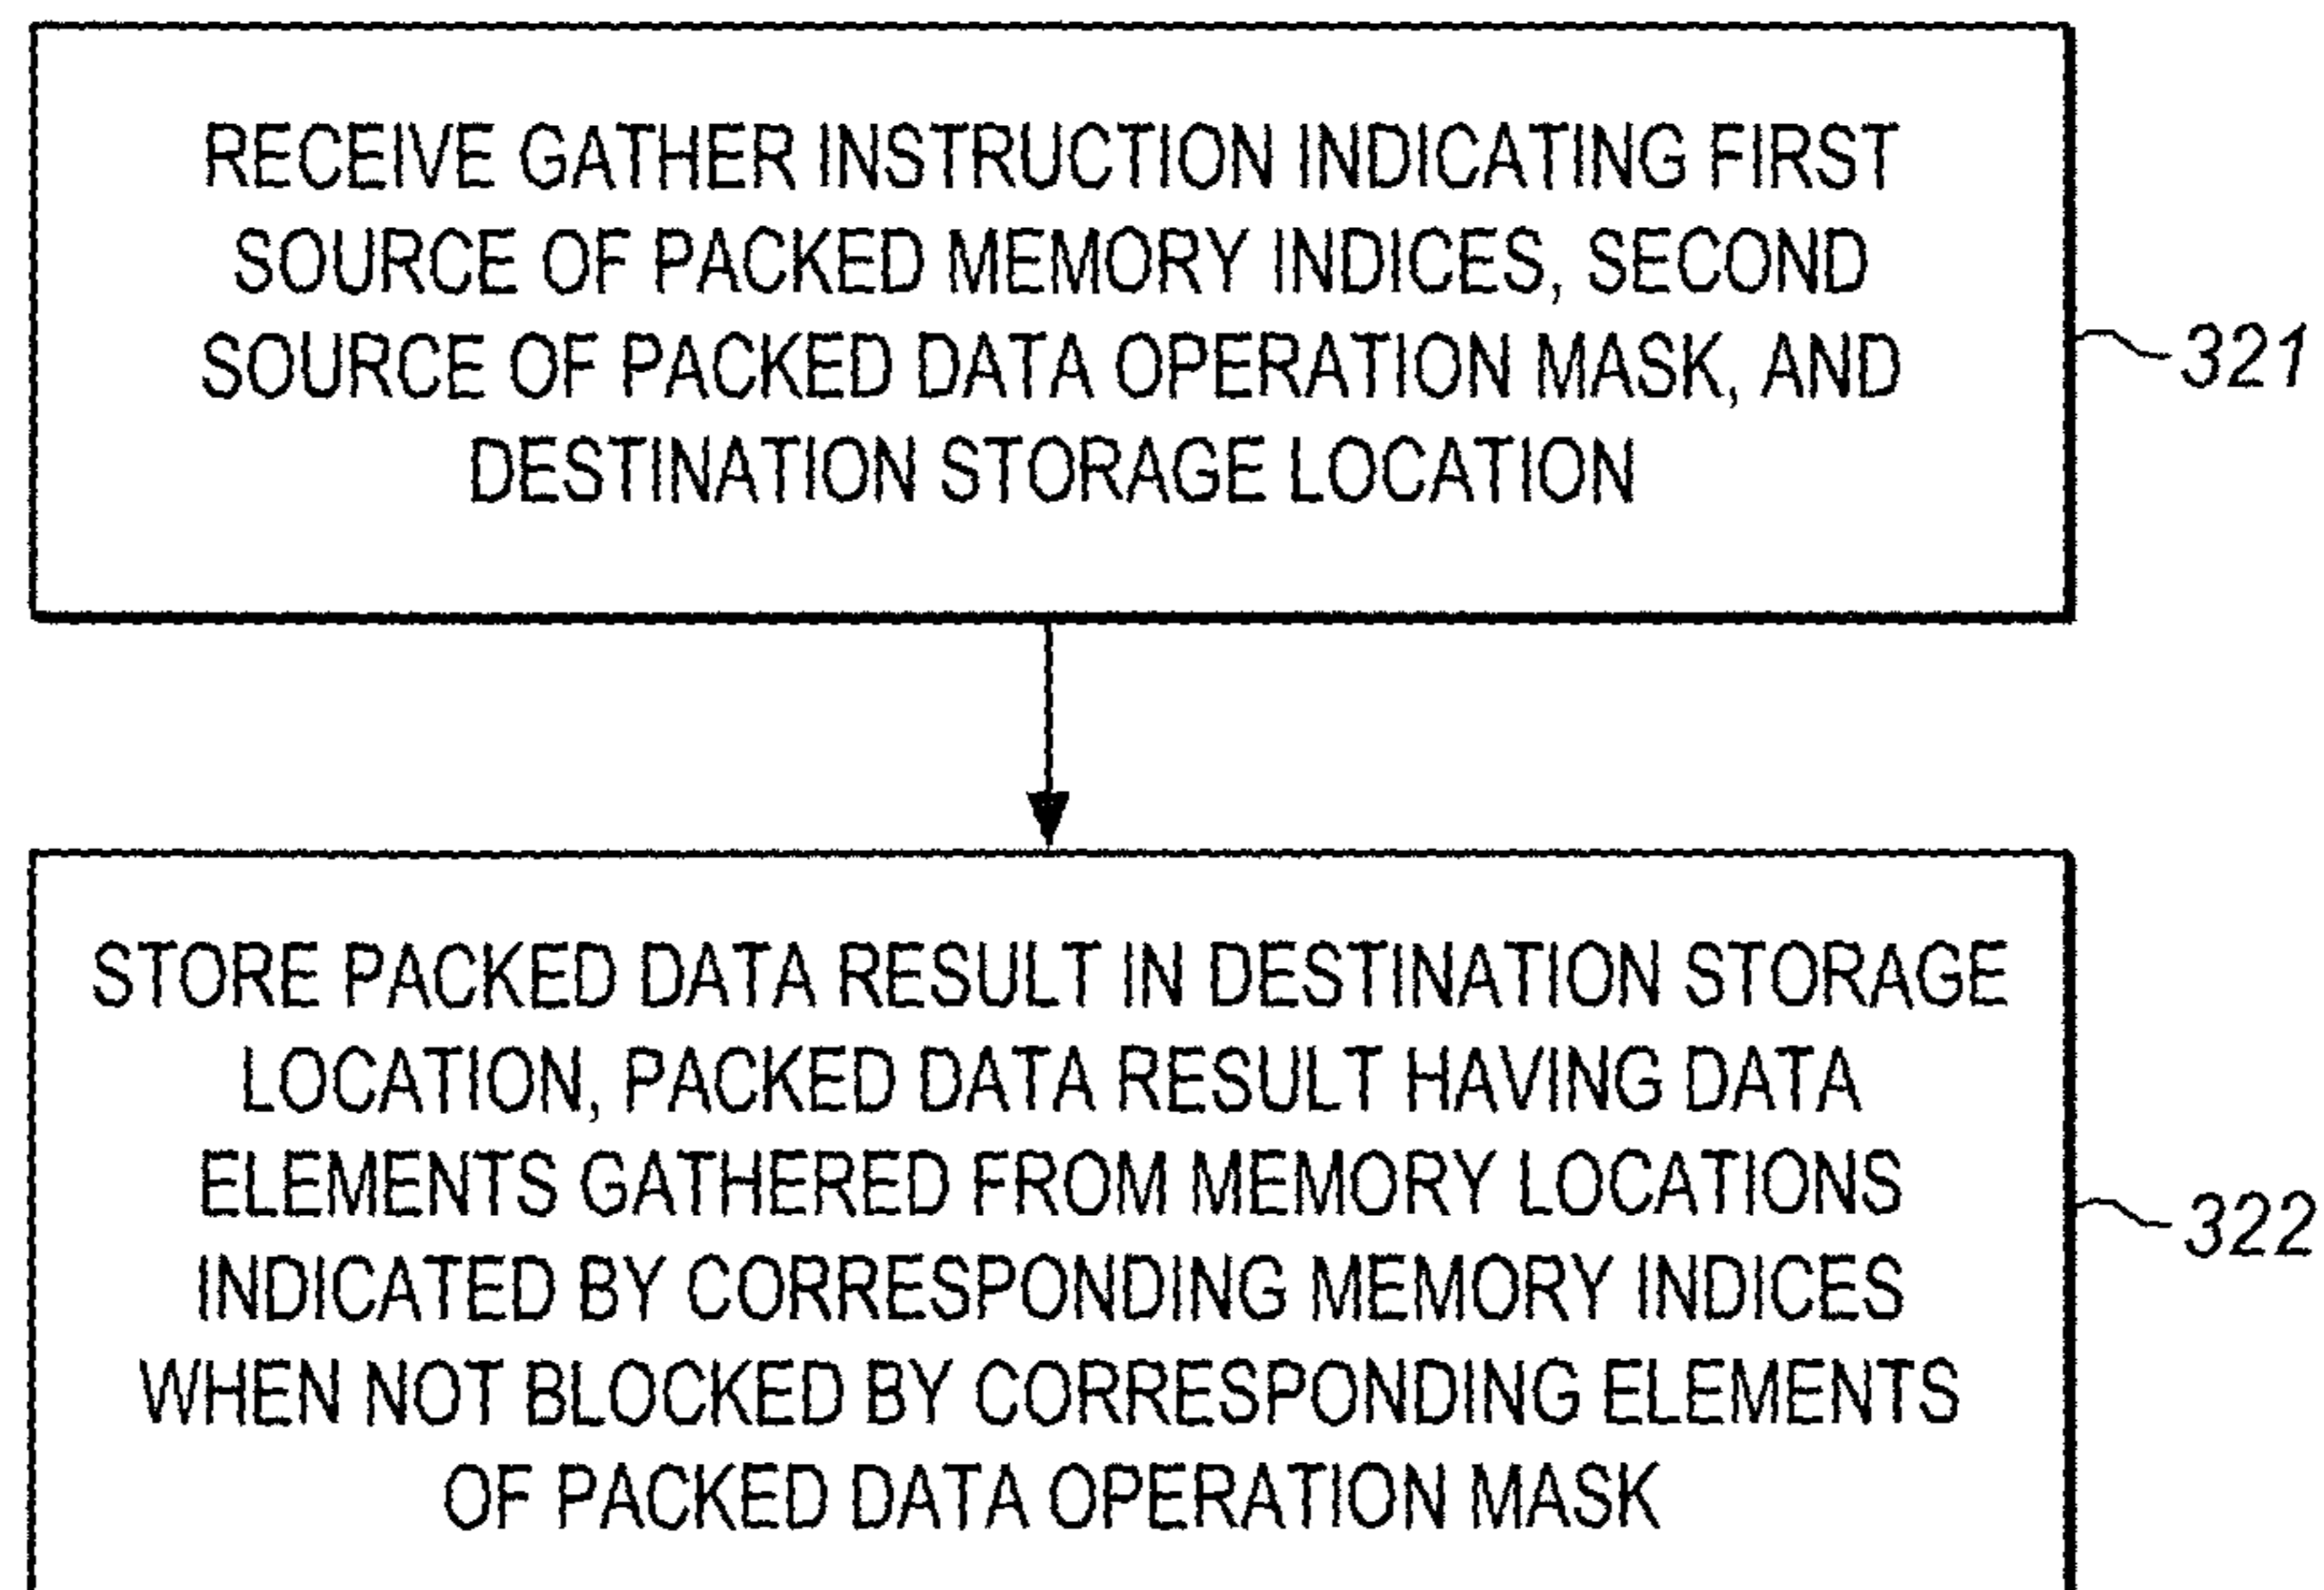 RECEIVE GATHER INSTRUCTION INDICATING FIRST
SOURCE OF PACKED MEMORY INDICES, SECOND
SOURCE OF PACKED DATA OPERATION MASK, AND
DESTINATION STORAGE LOCATION
321
STORE PACKED DATA RESULT IN DESTINATION STORAGE
LOCATION, PACKED DATA RESULT HAVING DATA
ELEMENTS GATHERED FROM MEMORY LOCATIONS
INDICATED BY CORRESPONDING MEMORY INDICES
WHEN NOT BLOCKED BY CORRESPONDING ELEMENTS
OF PACKED DATA OPERATION MASK
322